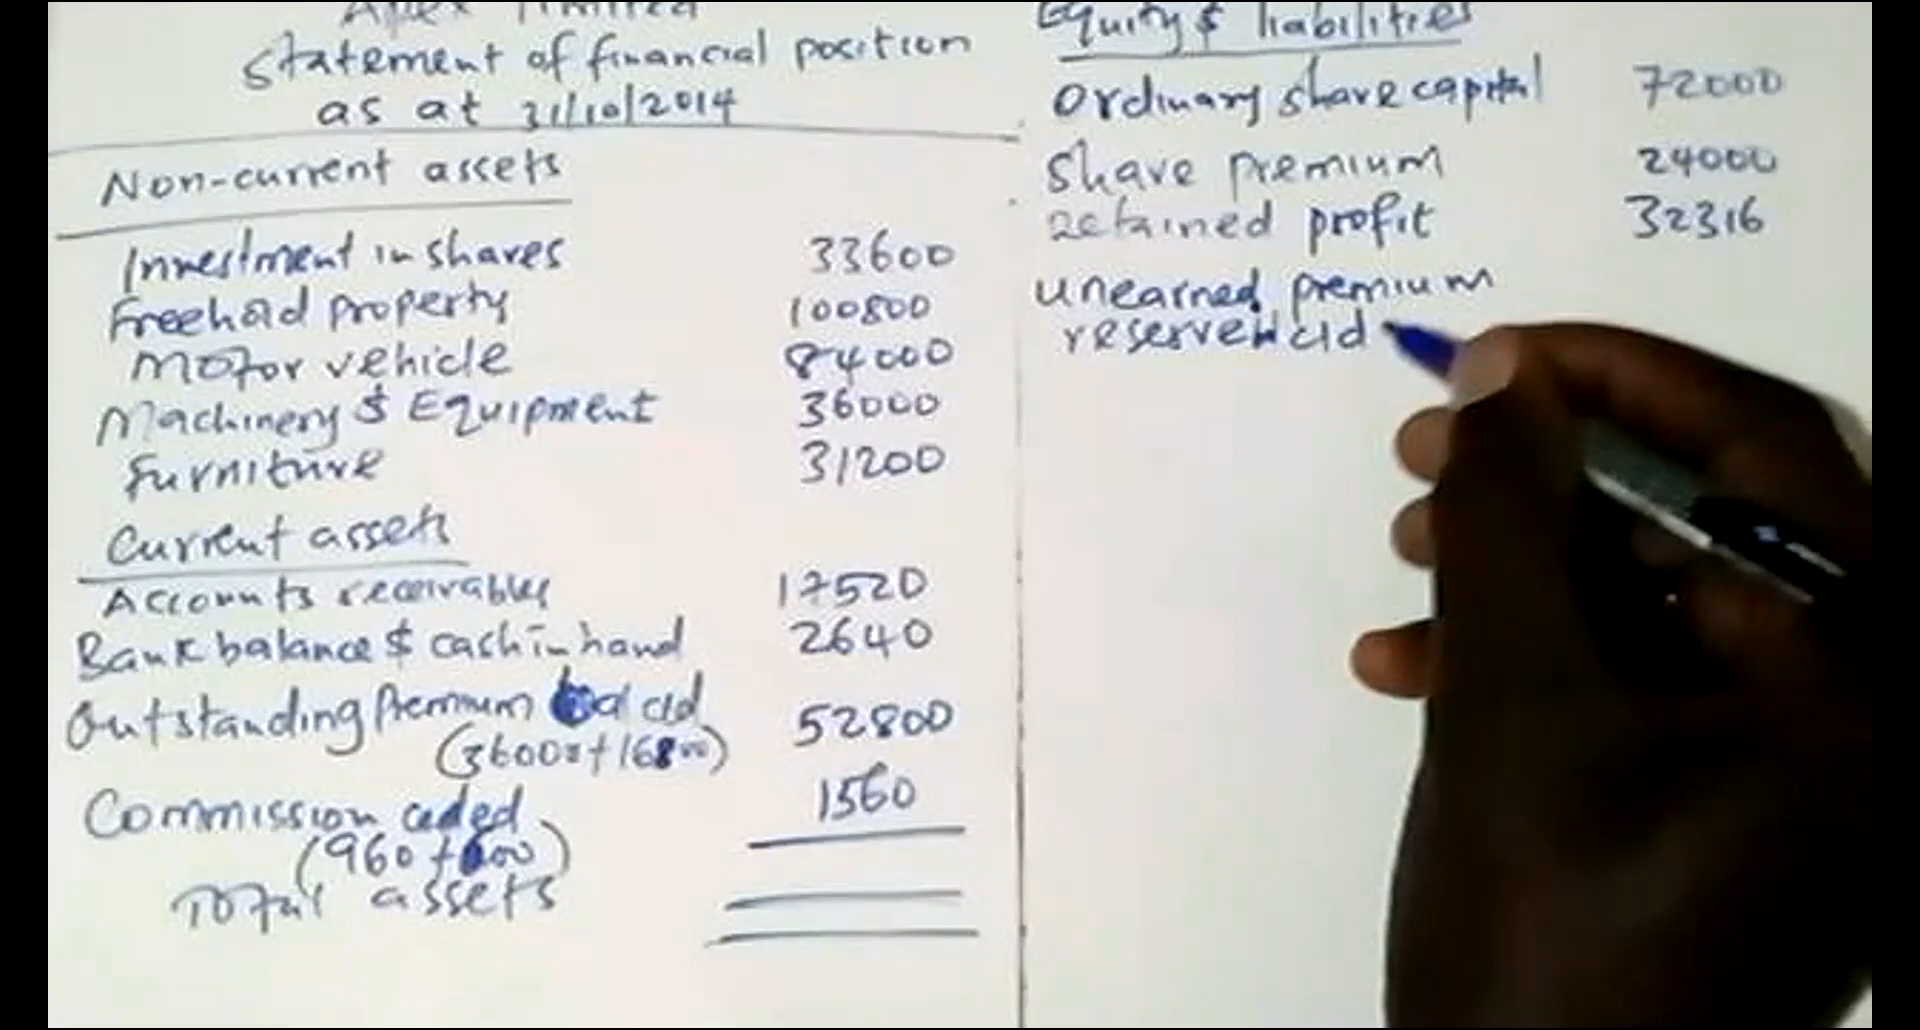 Apex limited
Statement of financial position
as at 31/10/2014
Non-current assets
Investment in shares 33600
Freehold property 100800
Motor vehicle 84000
Machinery & Equipment 36000
Furniture 31200
Current assets
Accounts receivables 17520
Bank balance & cash in hand 2640
Outstanding Premium c/d 52800
(36000+16800)
Commission ceded 1560
(960+600)
Total assets
Equity & liabilities
Ordinary share capital 72000
Share premium 24000
Retained profit 32316
Unearned premium
reserve c/d